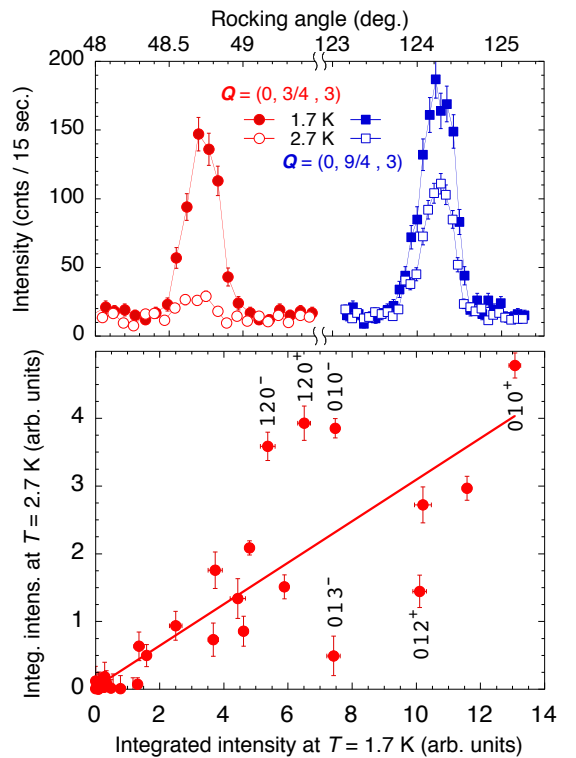 Rocking angle (deg.)
48 48.5 49 123 124 125
Intensity (cnts / 15 sec.)
200
150
100
50
0
Q = (0, 3/4 , 3)
1.7 K
2.7 K
Q = (0, 9/4 , 3)
Integ. intens. at T = 2.7 K (arb. units)
4
3
2
1
0
120⁻
120⁺
010⁻
010⁺
013⁻
012⁺
0 2 4 6 8 10 12 14
Integrated intensity at T = 1.7 K (arb. units)